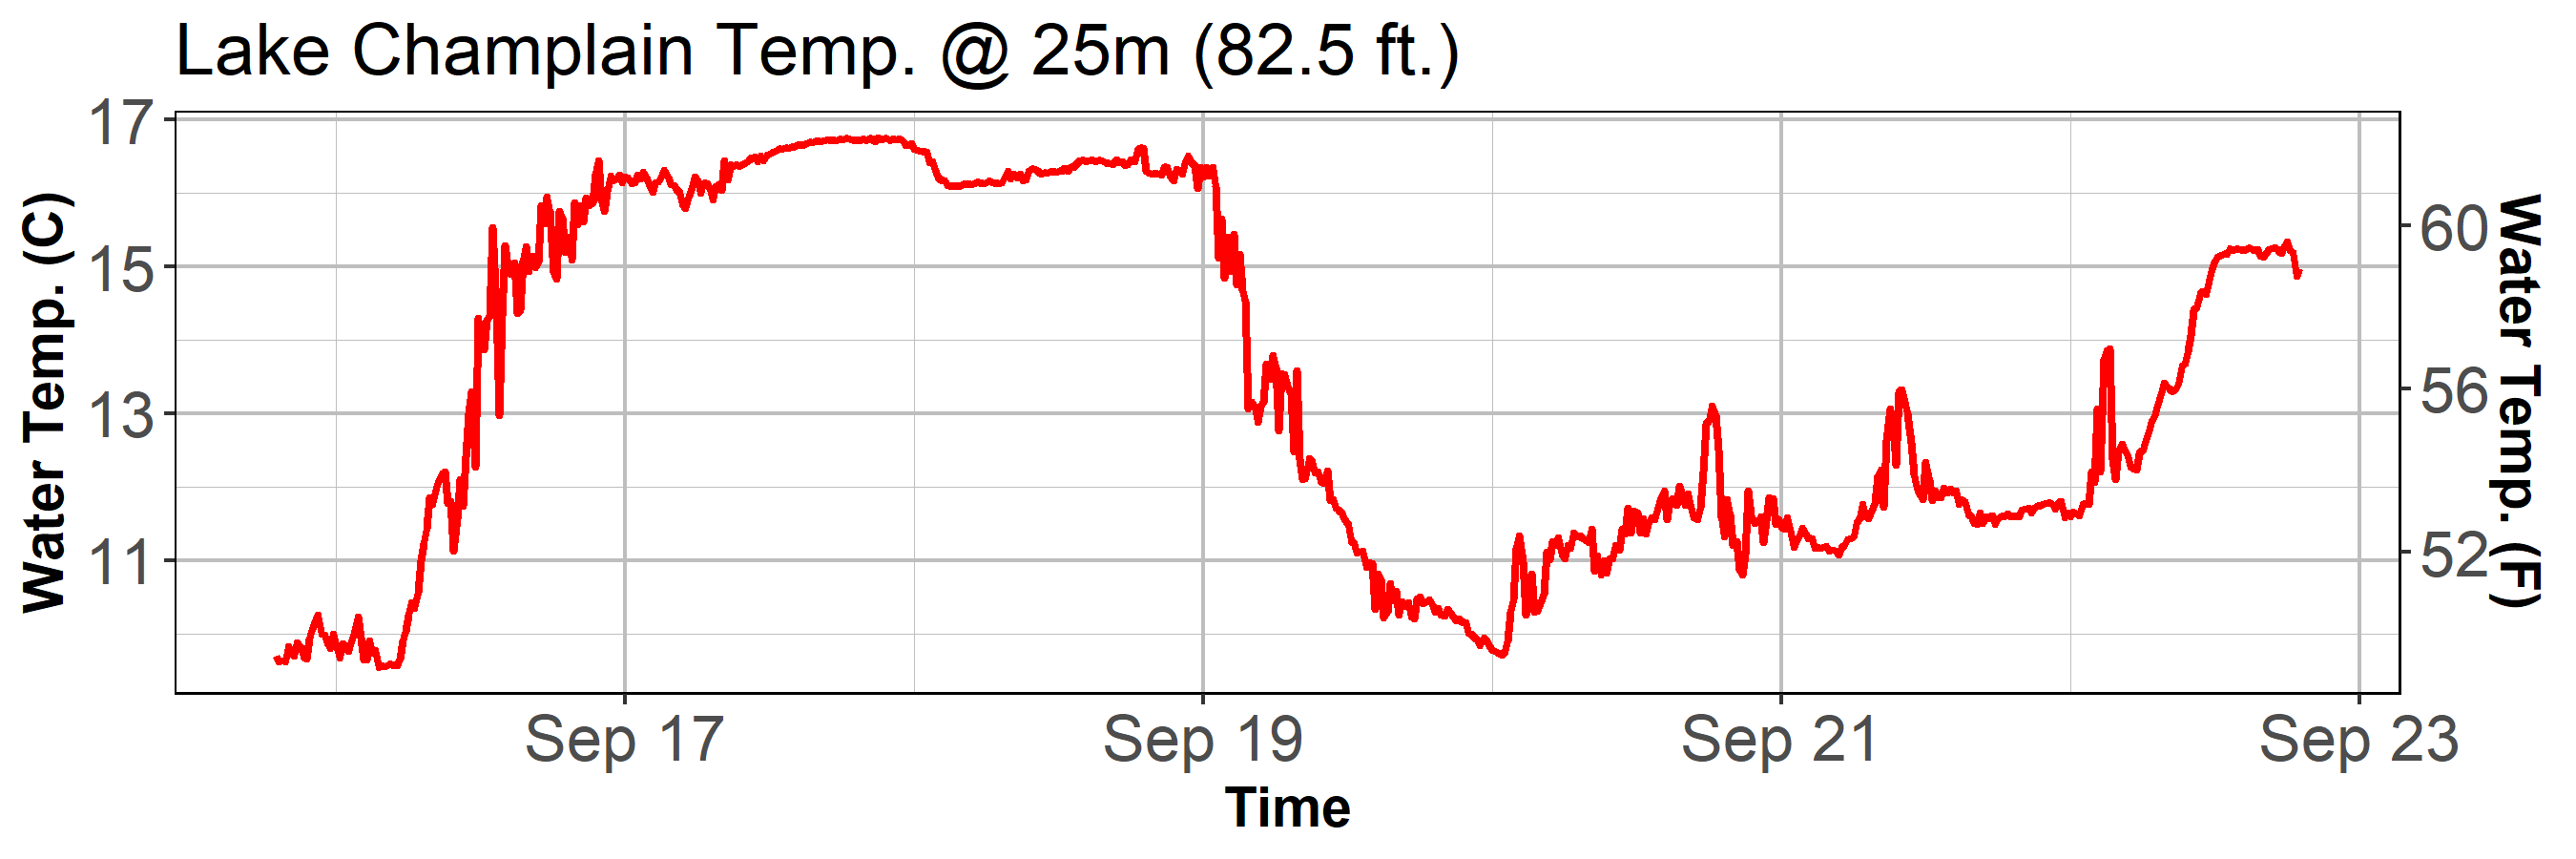 Lake Champlain Temp. @ 25m (82.5 ft.)
Water Temp. (C)
17
15
13
11
60
56
52
Water Temp. (F)
Sep 17
Sep 19
Sep 21
Sep 23
Time